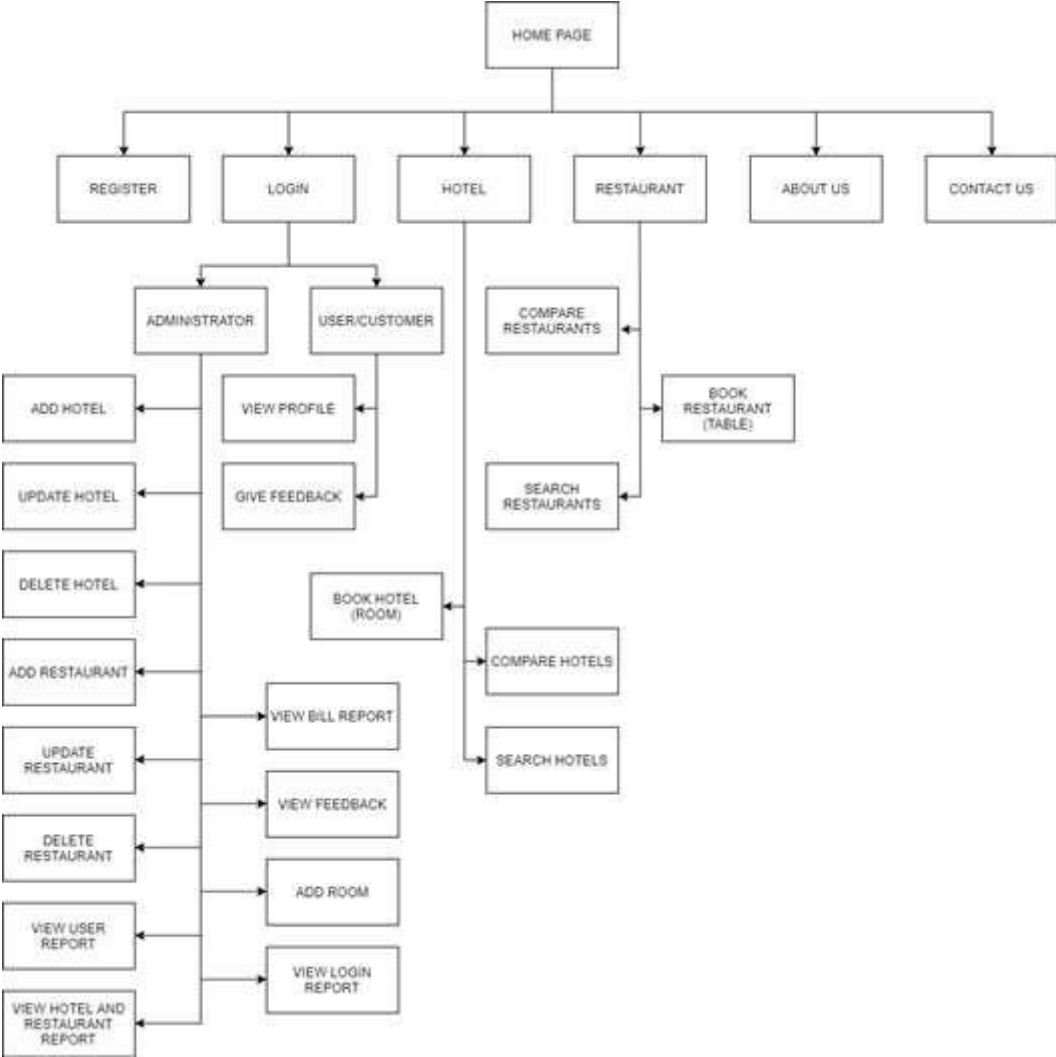 HOME PAGE
REGISTER
LOGIN
HOTEL
RESTAURANT
ABOUT US
CONTACT US
ADMINISTRATOR
USER/CUSTOMER
COMPARE
RESTAURANTS
ADD HOTEL
VIEW PROFILE
BOOK
RESTAURANT
(TABLE)
UPDATE HOTEL
GIVE FEEDBACK
SEARCH
RESTAURANTS
DELETE HOTEL
BOOK HOTEL
(ROOM)
ADD RESTAURANT
COMPARE HOTELS
VIEW BILL REPORT
UPDATE
RESTAURANT
SEARCH HOTELS
VIEW FEEDBACK
DELETE
RESTAURANT
ADD ROOM
VIEW USER
REPORT
VIEW LOGIN
REPORT
VIEW HOTEL AND
RESTAURANT
REPORT